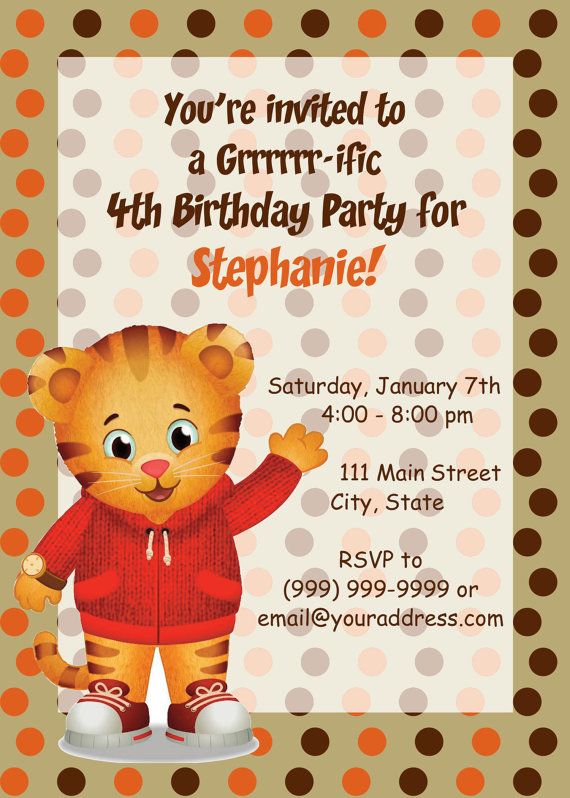 You're invited to
a Grrrrrr-ific
4th Birthday Party for
Stephanie!
Saturday, January 7th
4:00 - 8:00 pm
111 Main Street
City, State
RSVP to
(999) 999-9999 or
email@youraddress.com